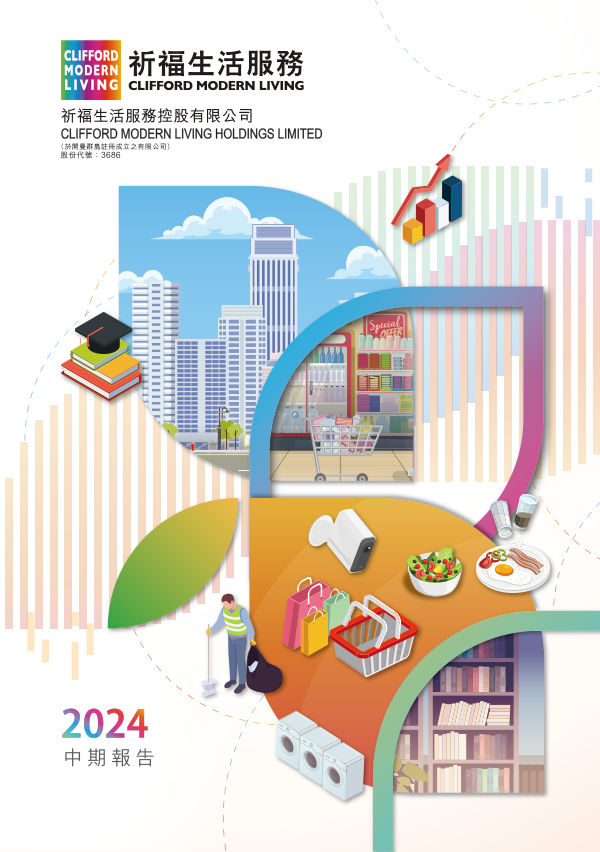 CLIFFORD
MODERN
LIVING
祈福生活服務
CLIFFORD MODERN LIVING
祈福生活服務控股有限公司
CLIFFORD MODERN LIVING HOLDINGS LIMITED
(於開曼群島註冊成立之有限公司)
股份代號：3686
Special
OFFER
2024
中期報告